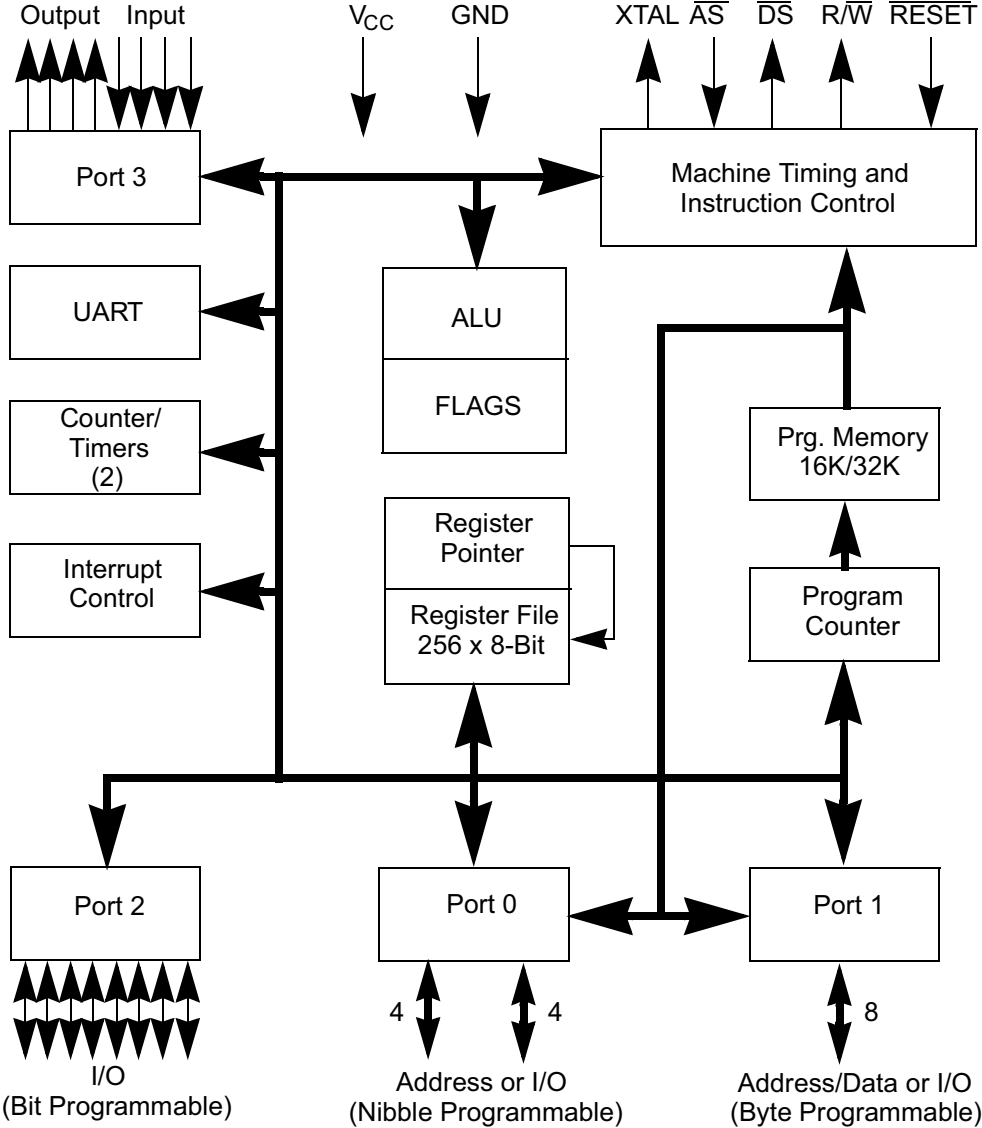 Output Input VCC GND XTAL AS DS R/W RESET
Port 3
Machine Timing and
Instruction Control
UART
ALU
FLAGS
Counter/
Timers
(2)
Prg. Memory
16K/32K
Register
Pointer
Interrupt
Control
Register File
256 x 8-Bit
Program
Counter
Port 2
Port 0
Port 1
4
4
8
I/O
(Bit Programmable)
Address or I/O
(Nibble Programmable)
Address/Data or I/O
(Byte Programmable)